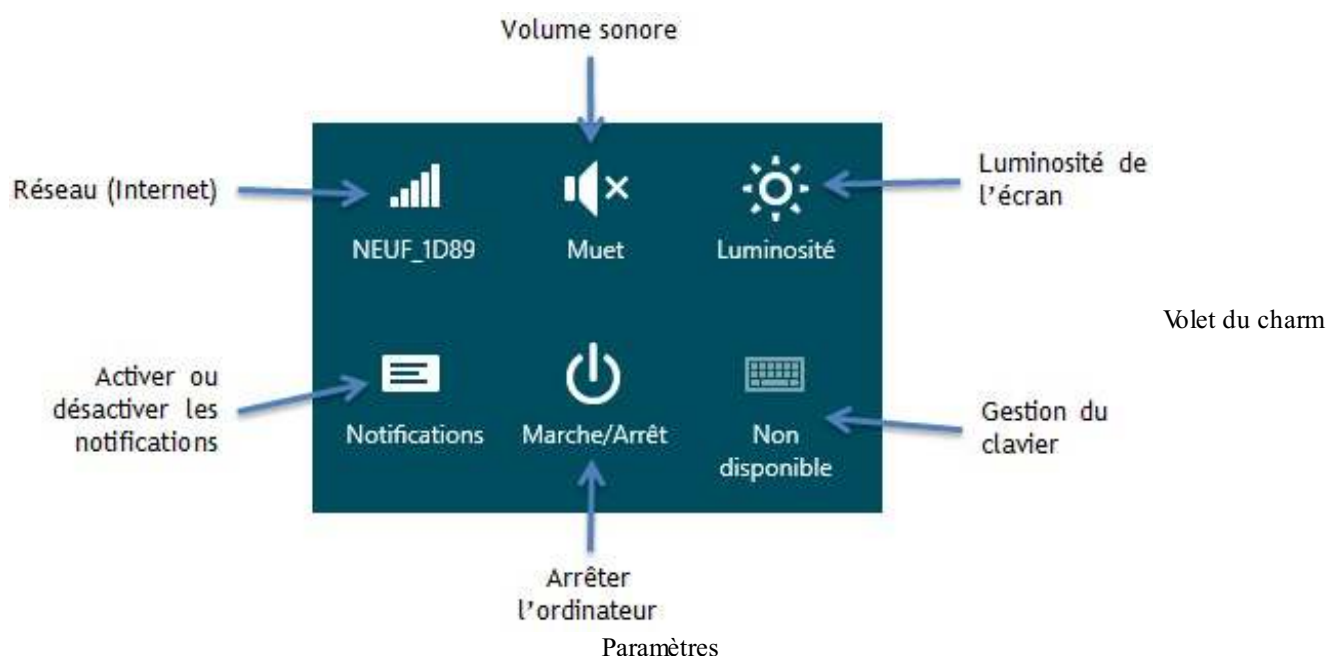 Volume sonore
Réseau (Internet)
Luminosité de
l’écran
NEUF_1D89
Muet
Luminosité
Volet du charm
Activer ou
désactiver les
notifications
Notifications
Marche/Arrêt
Non
disponible
Gestion du
clavier
Arrêter
l’ordinateur
Paramètres